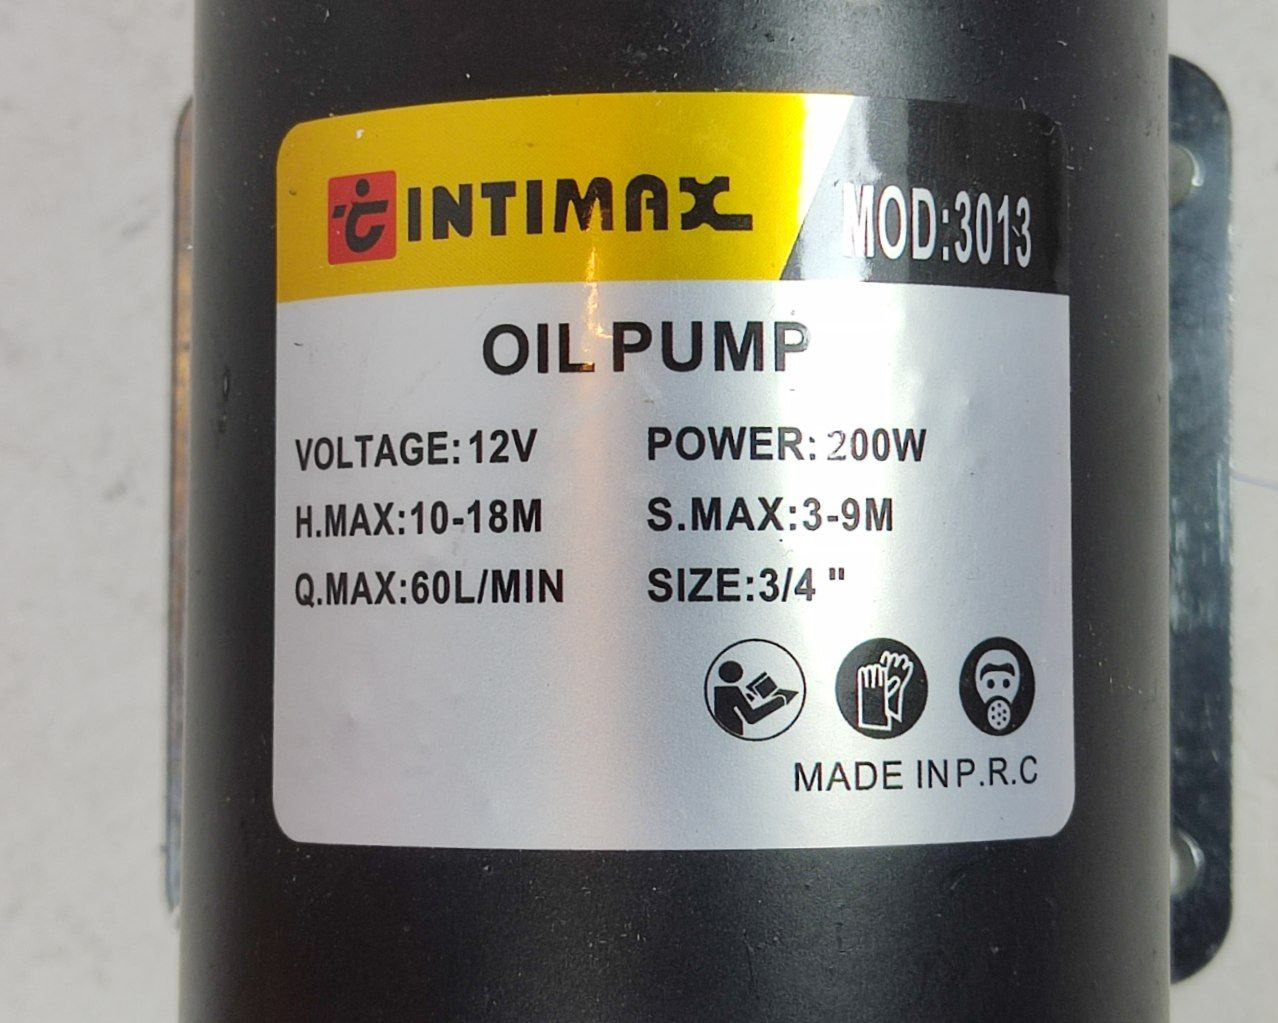 INTIMAX MOD:3013
OIL PUMP
VOLTAGE: 12V POWER: 200W
H.MAX:10-18M S.MAX:3-9M
Q.MAX:60L/MIN SIZE:3/4 "
MADE IN P.R.C